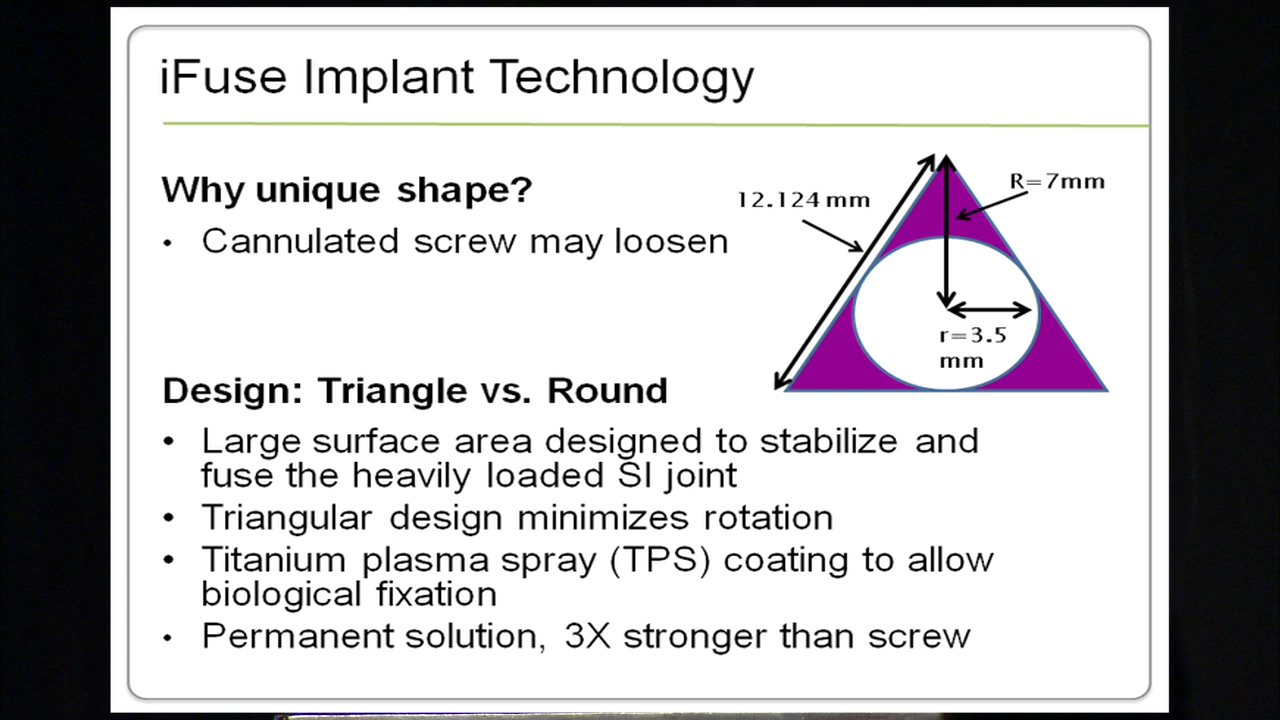 iFuse Implant Technology
Why unique shape?
• Cannulated screw may loosen
12.124 mm
R=7mm
r=3.5
mm
Design: Triangle vs. Round
• Large surface area designed to stabilize and
fuse the heavily loaded SI joint
• Triangular design minimizes rotation
• Titanium plasma spray (TPS) coating to allow
biological fixation
• Permanent solution, 3X stronger than screw